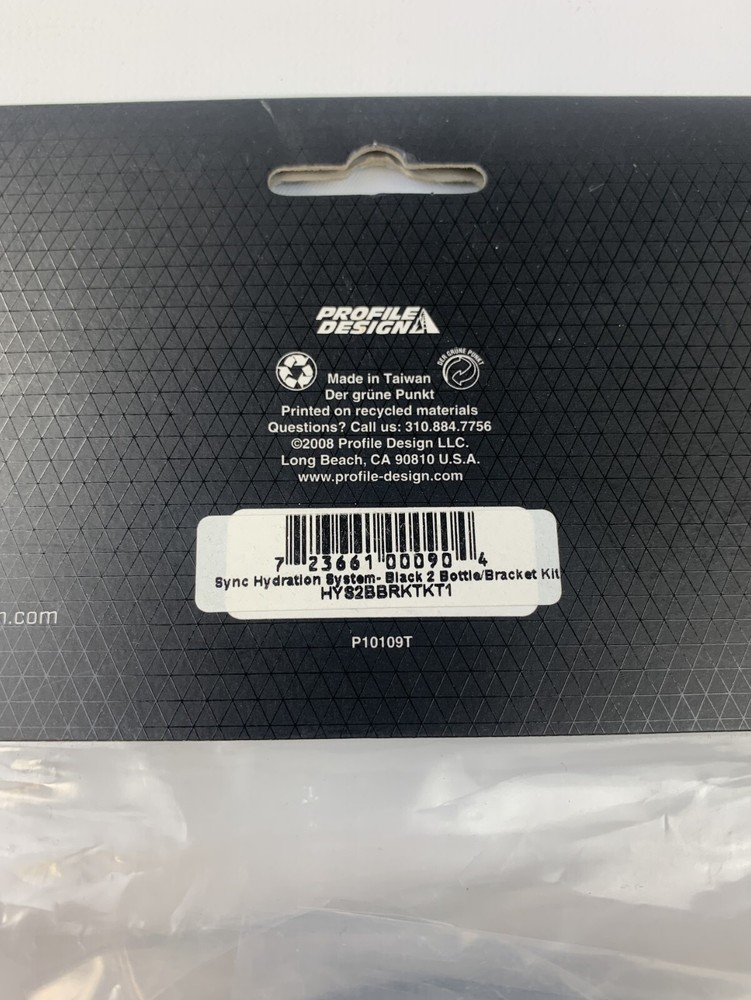 PROFILE
DESIGN
DER GRÜNE PUNKT
Made in Taiwan
Der grüne Punkt
Printed on recycled materials
Questions? Call us: 310.884.7756
©2008 Profile Design LLC.
Long Beach, CA 90810 U.S.A.
www.profile-design.com
7 23661 00090 4
Sync Hydration System- Black 2 Bottle/Bracket Kit
HYS2BBRKTKT1
n.com
P10109T